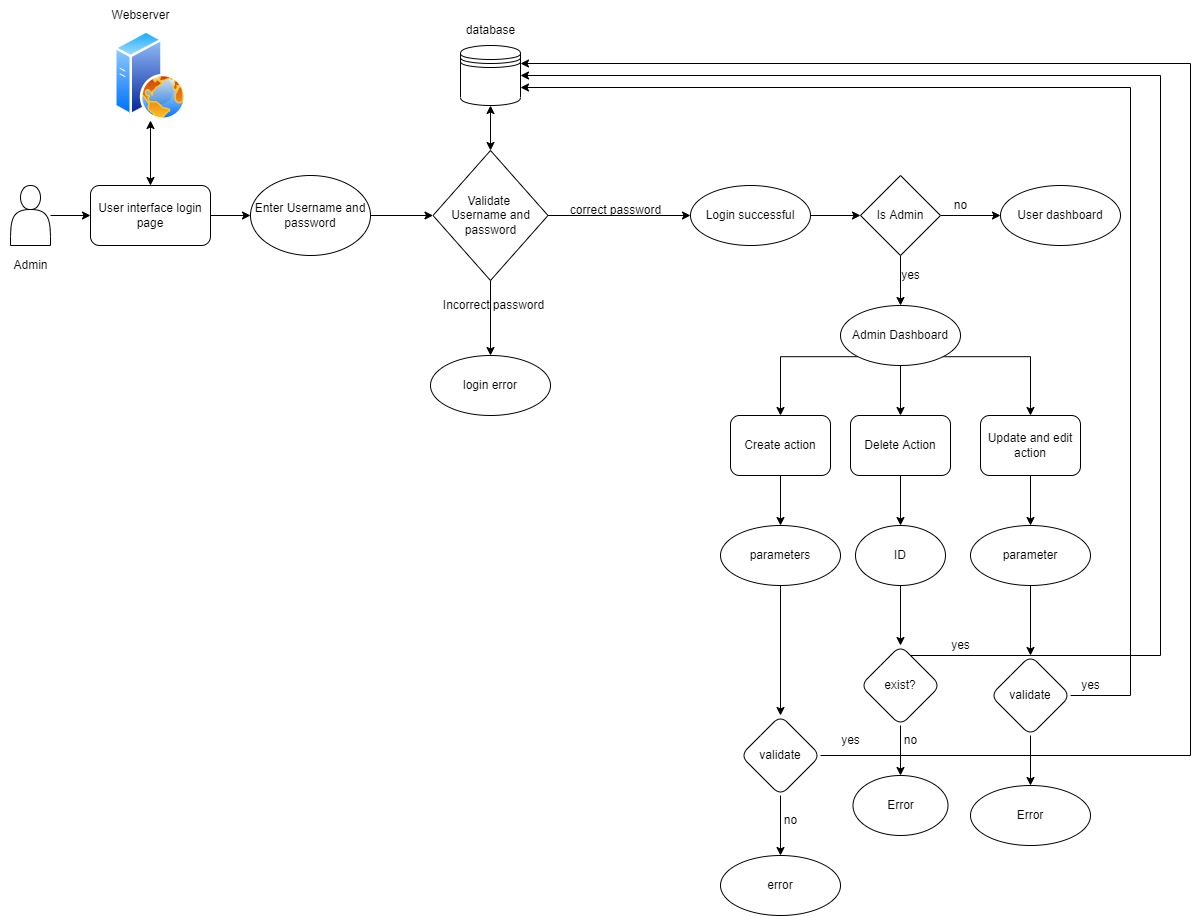 Webserver
database
User interface login
page
Enter Username and
password
Validate
Username and
password
correct password
Login successful
Is Admin
no
User dashboard
Admin
yes
Incorrect password
Admin Dashboard
login error
Create action
Delete Action
Update and edit
action
parameters
ID
parameter
yes
exist?
validate
yes
validate
yes
no
Error
Error
no
error